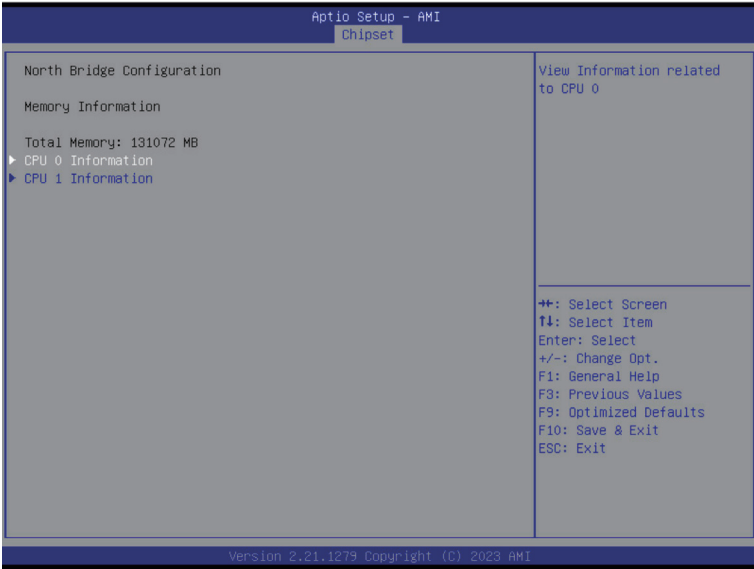 Aptio Setup – AMI
Chipset
North Bridge Configuration
Memory Information
Total Memory: 131072 MB
CPU 0 Information
CPU 1 Information
View Information related
to CPU 0
→←: Select Screen
↑↓: Select Item
Enter: Select
+/-: Change Opt.
F1: General Help
F3: Previous Values
F9: Optimized Defaults
F10: Save & Exit
ESC: Exit
Version 2.21.1279 Copyright (C) 2023 AMI